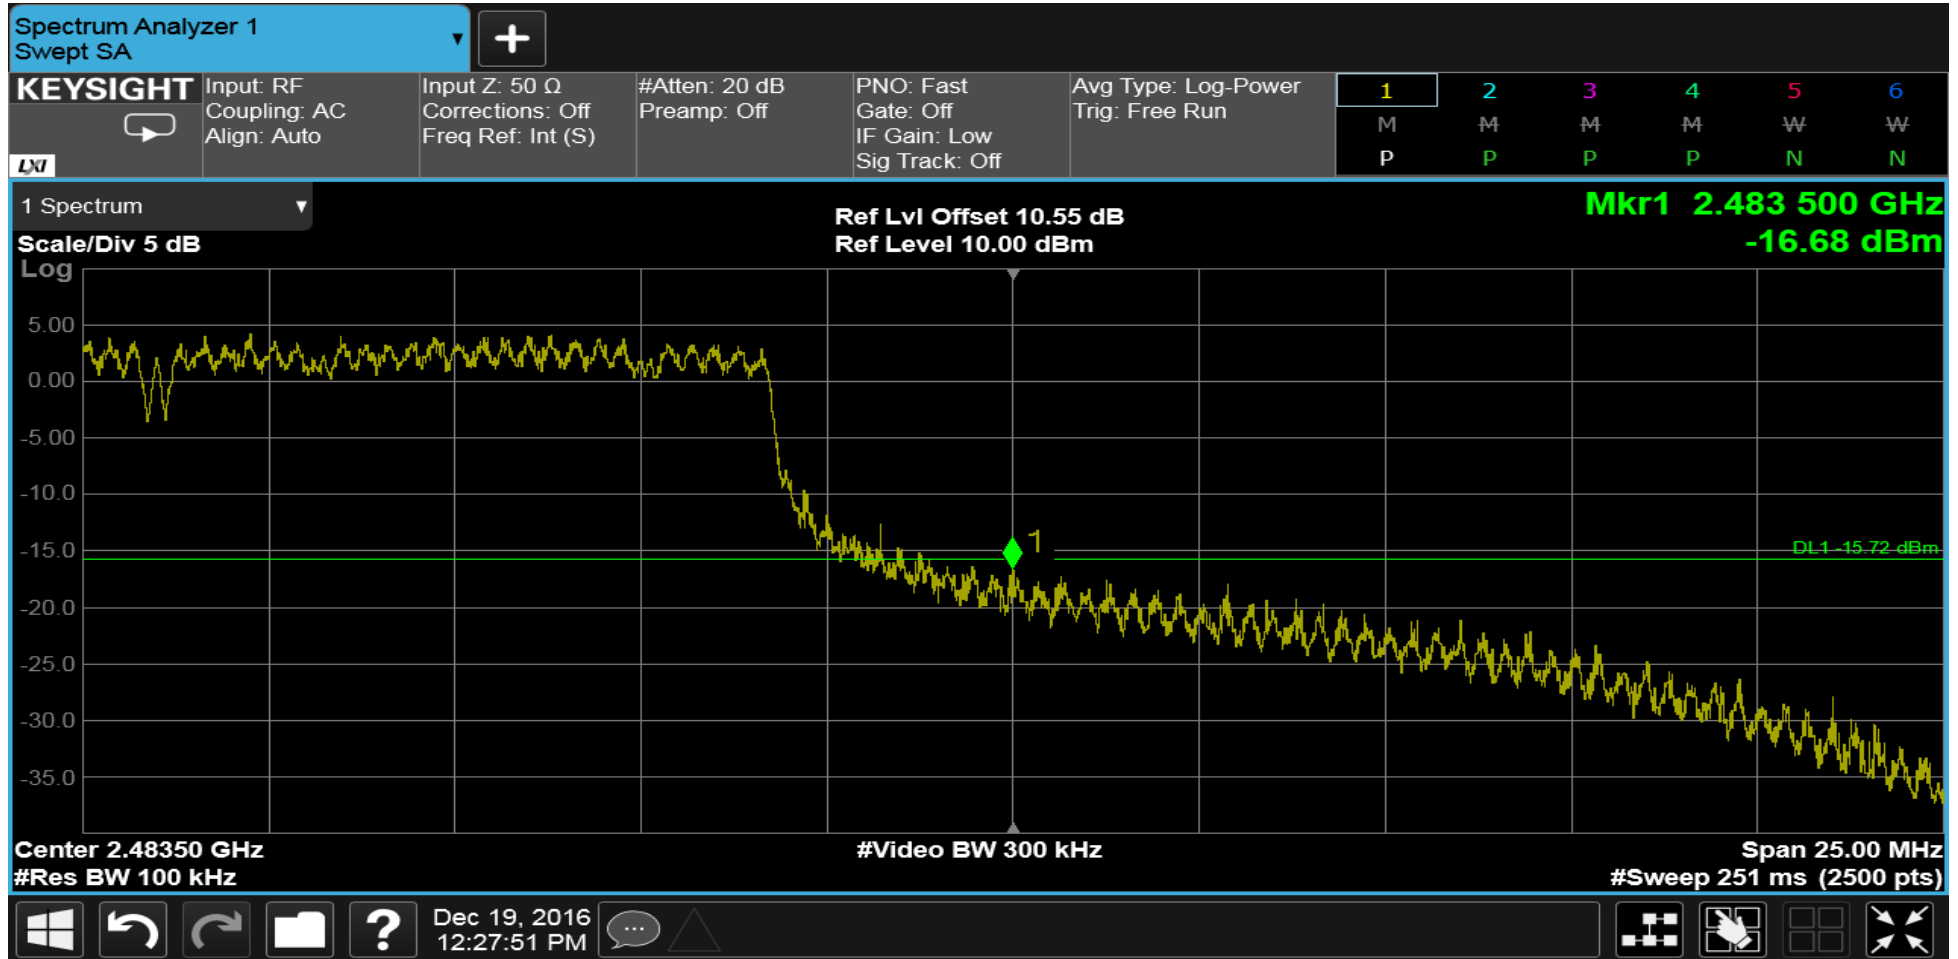 Spectrum Analyzer 1
Swept SA
KEYSIGHT
LXI
Input: RF
Coupling: AC
Align: Auto
Input Z: 50 Ω
Corrections: Off
Freq Ref: Int (S)
#Atten: 20 dB
Preamp: Off
PNO: Fast
Gate: Off
IF Gain: Low
Sig Track: Off
Avg Type: Log-Power
Trig: Free Run
1 2 3 4 5 6
M M M M W W
P P P P N N
1 Spectrum
Scale/Div 5 dB
Log
Ref Lvl Offset 10.55 dB
Ref Level 10.00 dBm
Mkr1 2.483 500 GHz
-16.68 dBm
5.00
0.00
-5.00
-10.0
-15.0
-20.0
-25.0
-30.0
-35.0
1
DL1 -15.72 dBm
Center 2.48350 GHz
#Res BW 100 kHz
#Video BW 300 kHz
Span 25.00 MHz
#Sweep 251 ms (2500 pts)
?
Dec 19, 2016
12:27:51 PM